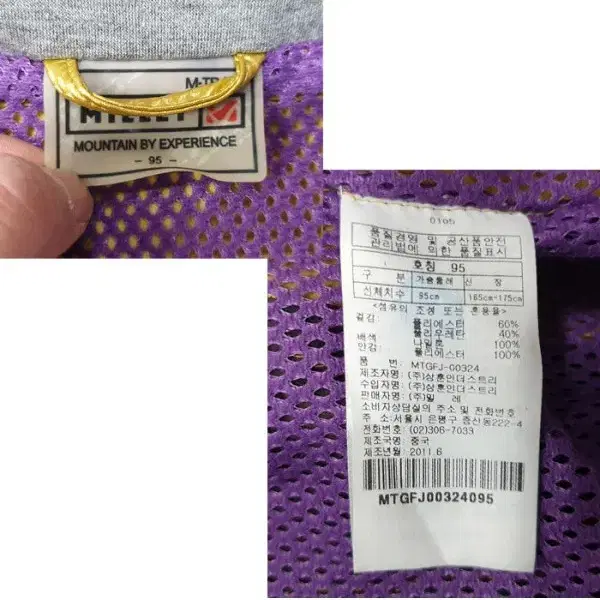 M-TE
MILLET
MOUNTAIN BY EXPERIENCE
- 95 -
0105
품질경영 및 공산품안전
관리법에 의한 품질표시
호칭 95
구 분 가슴둘레 신 장
신체치수 95cm 165cm-175cm
<섬유의 조성 또는 혼용율>
겉감: 폴리에스터 60%
폴리우레탄 40%
배색: 나일론 100%
안감: 폴리에스터 100%
품 번: MTGFJ-00324
제조자명: (주)상훈인더스트리
수입자명: (주)상훈인더스트리
판매자명: (주)밀 레
소비자상담실의 주소 및 전화번호
주 소:서울시 은평구 증산동222-4
전화번호: (02)306-7033
제조국명: 중국
제조년월: 2011.6
MTGFJ00324095